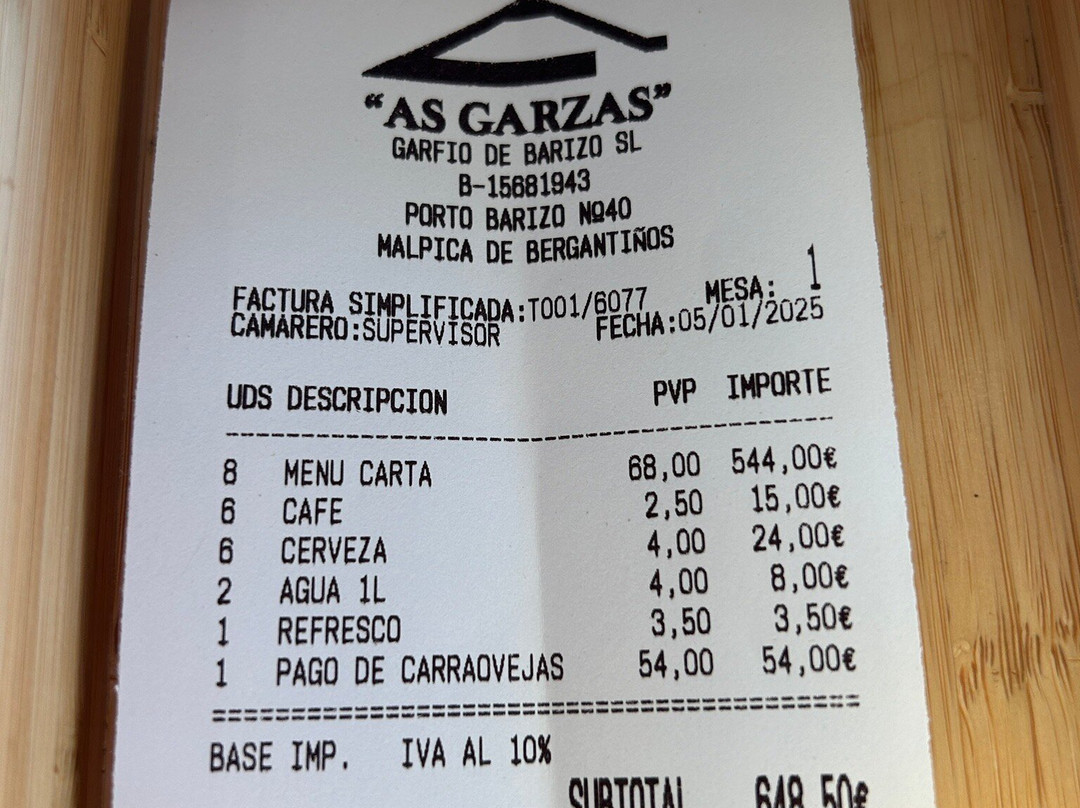 “AS GARZAS”
GARFIO DE BARIZO SL
B-15681943
PORTO BARIZO Nº40
MALPICA DE BERGANTIÑOS
FACTURA SIMPLIFICADA:T001/6077 MESA: 1
CAMARERO:SUPERVISOR FECHA:05/01/2025
UDS DESCRIPCION PVP IMPORTE
8 MENU CARTA 68,00 544,00€
6 CAFE 2,50 15,00€
6 CERVEZA 4,00 24,00€
2 AGUA 1L 4,00 8,00€
1 REFRESCO 3,50 3,50€
1 PAGO DE CARRAOVEJAS 54,00 54,00€
BASE IMP. IVA AL 10%
SUBTOTAL 648,50€